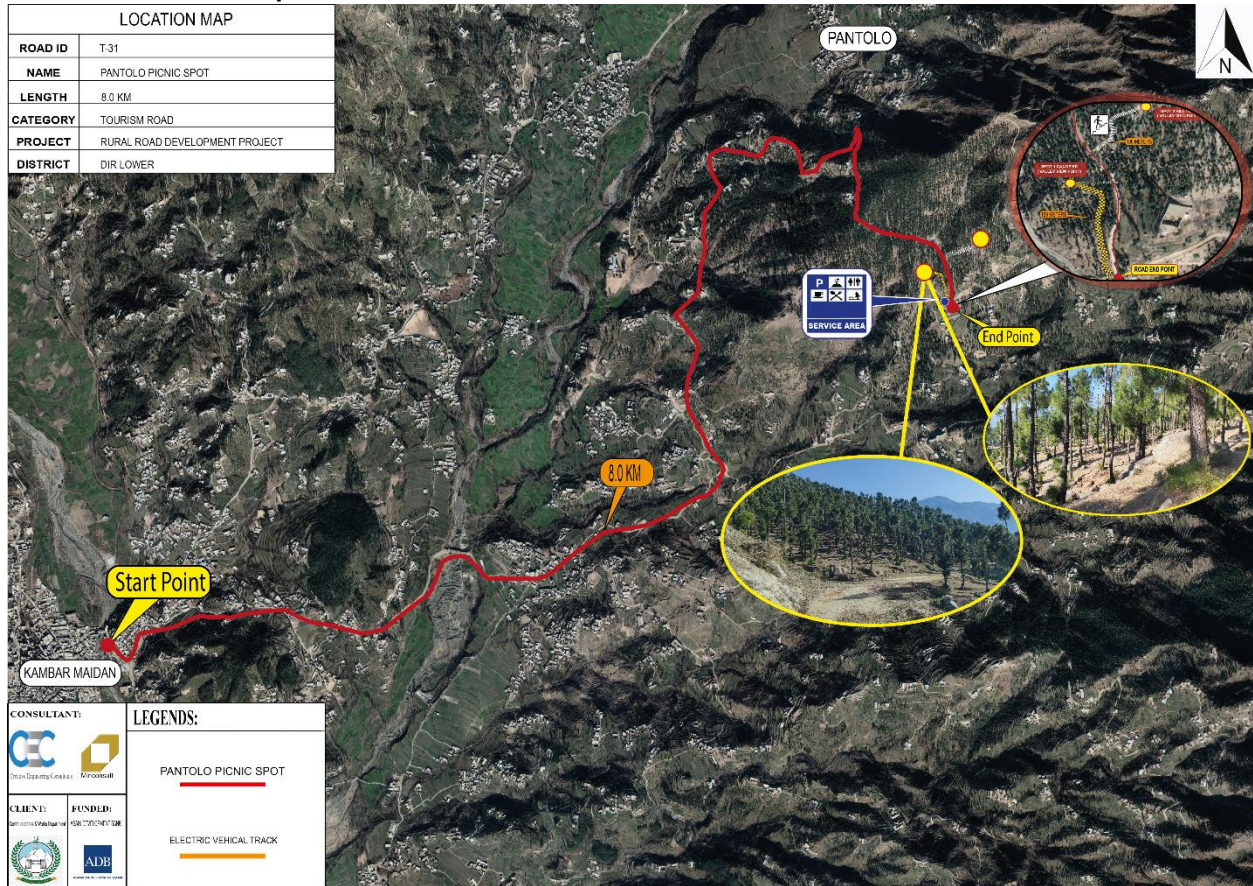 LOCATION MAP
ROAD ID T-31
NAME PANTOLO PICNIC SPOT
LENGTH 8.0 KM
CATEGORY TOURISM ROAD
PROJECT RURAL ROAD DEVELOPMENT PROJECT
DISTRICT DIR LOWER
PANTOLO
N
ROAD END POINT
P
SERVICE AREA
End Point
8.0 KM
Start Point
KAMBAR MAIDAN
CONSULTANT:
CEC
Minconsult
CLIENT:
FUNDED:
ADB
LEGENDS:
PANTOLO PICNIC SPOT
ELECTRIC VEHICAL TRACK